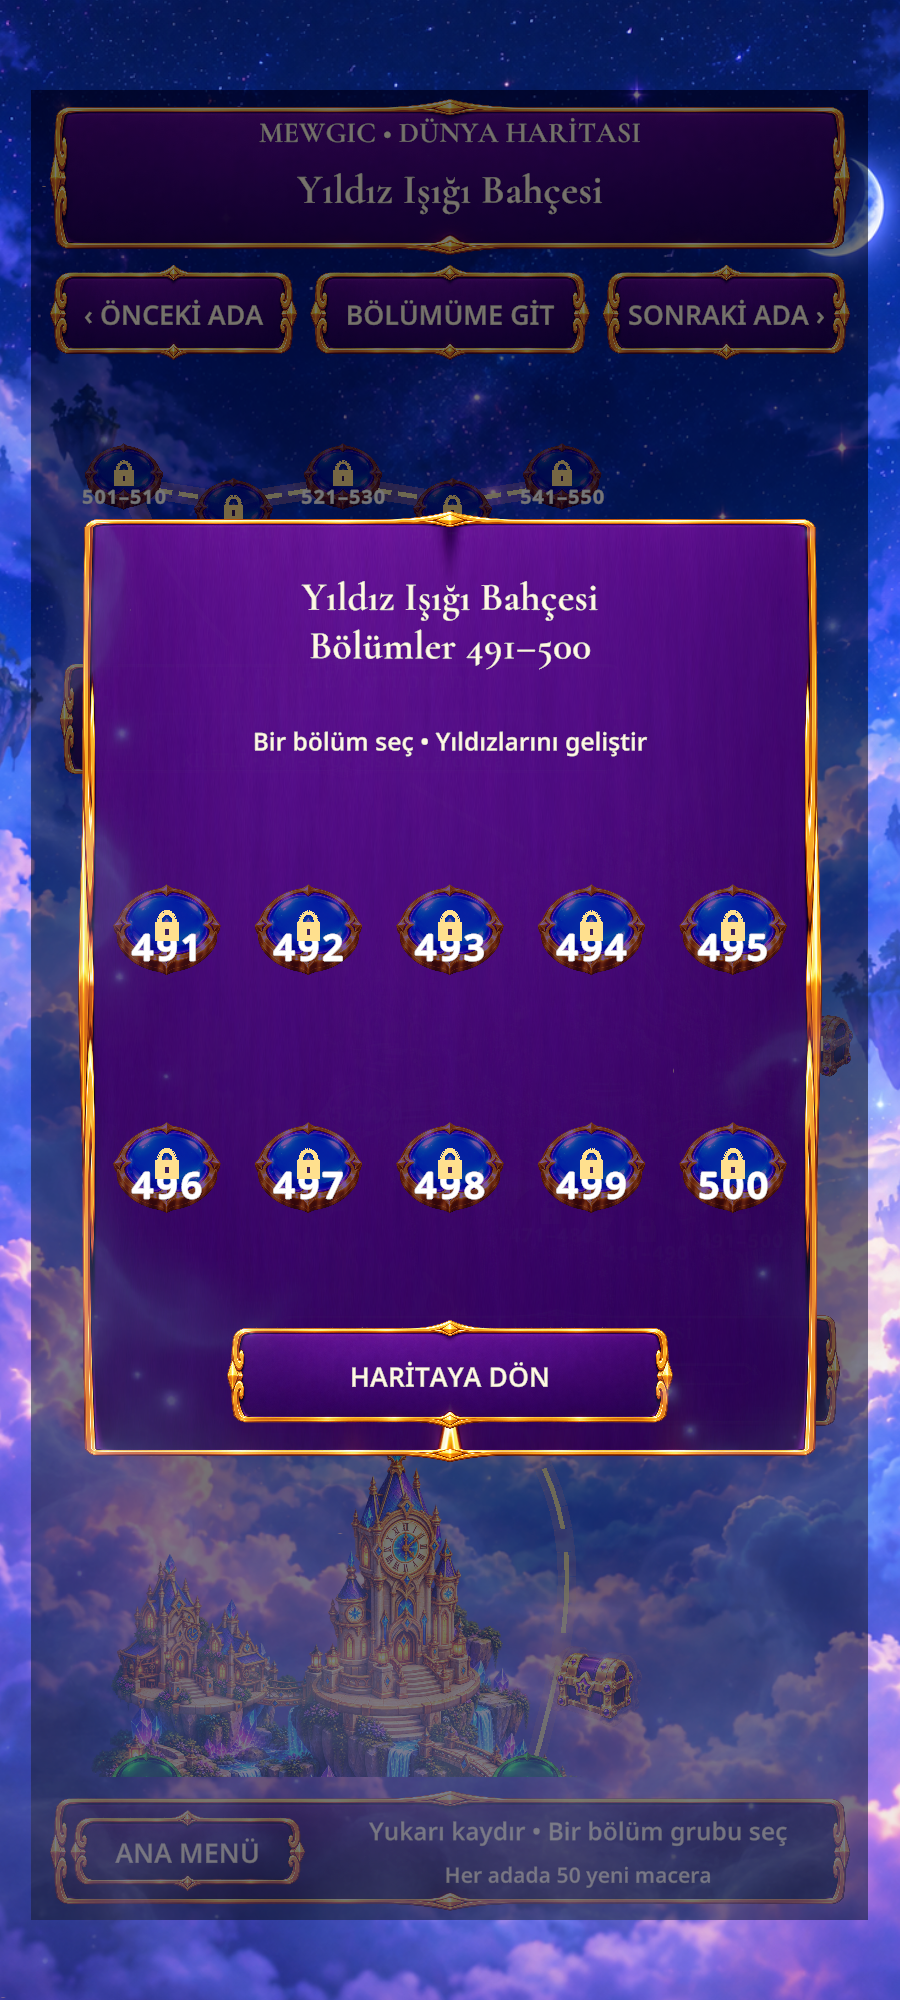 MEWGIC • DÜNYA HARİTASI
Yıldız Işığı Bahçesi
‹ ÖNCEKİ ADA
BÖLÜMÜME GİT
SONRAKİ ADA ›
501–510
521–530
541–550
Yıldız Işığı Bahçesi
Bölümler 491–500
Bir bölüm seç • Yıldızlarını geliştir
491 492 493 494 495
496 497 498 499 500
HARİTAYA DÖN
ANA MENÜ
Yukarı kaydır • Bir bölüm grubu seç
Her adada 50 yeni macera